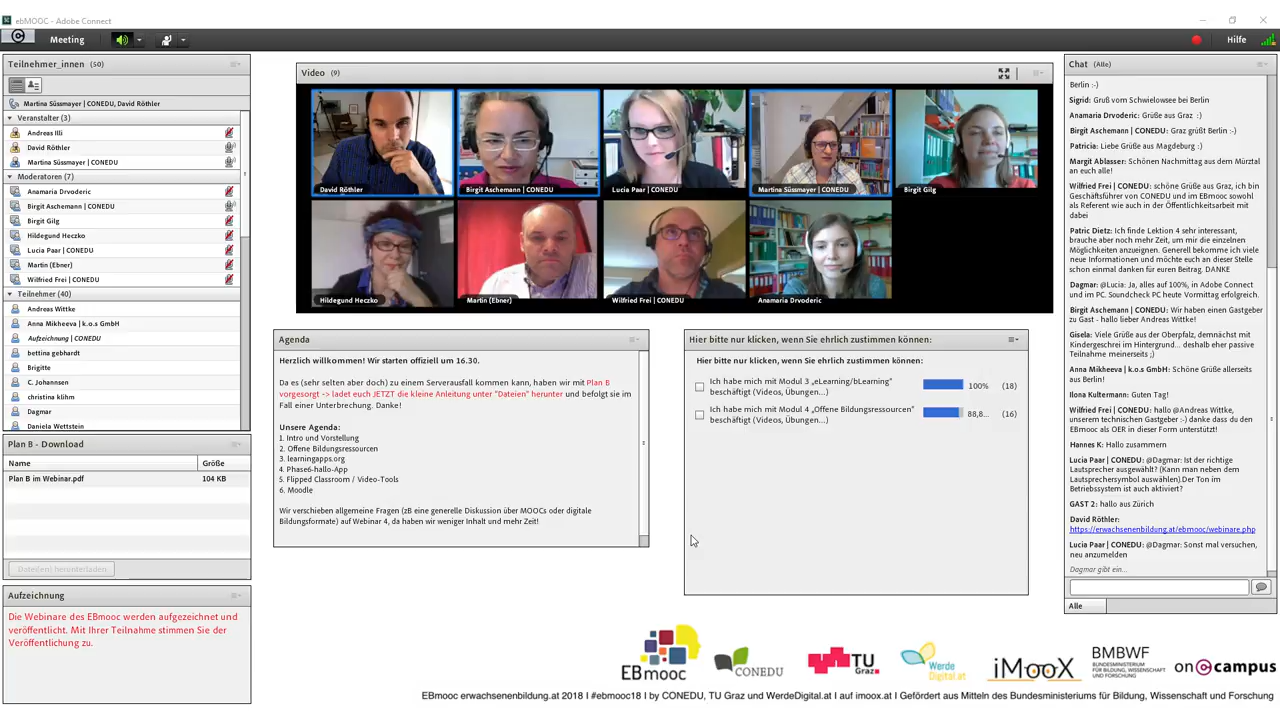 ebMOOC - Adobe Connect
Meeting
Hilfe
Teilnehmer_innen (50)
Martina Süssmayer | CONEDU, David Röthler
Veranstalter (3)
Andreas Illi
David Röthler
Martina Süssmayer | CONEDU
Moderatoren (7)
Anamaria Drvoderic
Birgit Aschemann | CONEDU
Birgit Gilg
Hildegund Heczko
Lucia Paar | CONEDU
Martin (Ebner)
Wilfried Frei | CONEDU
Teilnehmer (40)
Andreas Wittke
Anna Mikheeva | k.o.s GmbH
Aufzeichnung | CONEDU
bettina gebhardt
Brigitte
C. Johannsen
christina klihm
Dagmar
Daniela Wettstein
Plan B - Download
Name Größe
Plan B im Webinar.pdf 104 KB
Datei(en) herunterladen
Aufzeichnung
Die Webinare des EBmooc werden aufgezeichnet und
veröffentlicht. Mit Ihrer Teilnahme stimmen Sie der
Veröffentlichung zu.
Video (9)
David Röthler
Birgit Aschemann | CONEDU
Lucia Paar | CONEDU
Martina Süssmayer | CONEDU
Birgit Gilg
Hildegund Heczko
Martin (Ebner)
Wilfried Frei | CONEDU
Anamaria Drvoderic
Agenda
Herzlich willkommen! Wir starten offiziell um 16.30.
Da es (sehr selten aber doch) zu einem Serverausfall kommen kann, haben wir mit Plan B
vorgesorgt -> ladet euch JETZT die kleine Anleitung unter "Dateien" herunter und befolgt sie im
Fall einer Unterbrechung. Danke!
Unsere Agenda:
1. Intro und Vorstellung
2. Offene Bildungsressourcen
3. learningapps.org
4. Phase6-hallo-App
5. Flipped Classroom / Video-Tools
6. Moodle
Wir verschieben allgemeine Fragen (zB eine generelle Diskussion über MOOCs oder digitale
Bildungsformate) auf Webinar 4, da haben wir weniger Inhalt und mehr Zeit!
Hier bitte nur klicken, wenn Sie ehrlich zustimmen können:
Hier bitte nur klicken, wenn Sie ehrlich zustimmen können:
Ich habe mich mit Modul 3 „eLearning/bLearning"
beschäftigt (Videos, Übungen...)
100% (18)
Ich habe mich mit Modul 4 „Offene Bildungsressourcen"
beschäftigt (Videos, Übungen...)
88,8... (16)
Chat (Alle)
Berlin :-)
Sigrid: Gruß vom Schwielowsee bei Berlin
Anamaria Drvoderic: Grüße aus Graz :)
Birgit Aschemann | CONEDU: Graz grüßt Berlin :-)
Patricia: Liebe Grüße aus Magdeburg :)
Margit Ablasser: Schönen Nachmittag aus dem Mürztal
an euch alle!
Wilfried Frei | CONEDU: schöne Grüße aus Graz, ich bin
Geschäftsführer von CONEDU und im EBmooc sowohl
als Referent wie auch in der Öffentlichkeitsarbeit mit
dabei
Patric Dietz: Ich finde Lektion 4 sehr interessant,
brauche aber noch mehr Zeit, um mir die einzelnen
Möglichkeiten anzueignen. Generell bekomme ich viele
neue Informationen und möchte euch an dieser Stelle
schon einmal danken für euren Beitrag. DANKE
Dagmar: @Lucia: Ja, alles auf 100%, in Adobe Connect
und im PC. Soundcheck PC heute Vormittag erfolgreich.
Birgit Aschemann | CONEDU: Wir haben einen Gastgeber
zu Gast - hallo lieber Andreas Wittke!
Gisela: Viele Grüße aus der Oberpfalz, demnächst mit
Kindergeschrei im Hintergrund... deshalb eher passive
Teilnahme meinerseits ;)
Anna Mikheeva | k.o.s GmbH: Schöne Grüße allerseits
aus Berlin!
Ilona Kultermann: Guten Tag!
Wilfried Frei | CONEDU: hallo @Andreas Wittke,
unserem technischen Gastgeber :-) danke dass du den
EBmooc als OER in dieser Form unterstützt!
Hannes K: Hallo zusammen
Lucia Paar | CONEDU: @Dagmar: Ist der richtige
Lautsprecher ausgewählt? (Kann man neben dem
Lautsprechersymbol auswählen).Der Ton im
Betriebssystem ist auch aktiviert?
GAST 2: hallo aus Zürich
David Röthler:
https://erwachsenenbildung.at/ebmooc/webinare.php
Lucia Paar | CONEDU: @Dagmar: Sonst mal versuchen,
neu anzumelden
Dagmar gibt ein...
Alle
EBmooc
CONEDU
TU
Graz
Werde
Digital.at
iMooX
BMBWF
BUNDESMINISTERIUM
FÜR BILDUNG, WISSENSCHAFT
UND FORSCHUNG
oncampus
EBmooc erwachsenenbildung.at 2018 I #ebmooc18 I by CONEDU, TU Graz und WerdeDigital.at I auf imoox.at I Gefördert aus Mitteln des Bundesministeriums für Bildung, Wissenschaft und Forschung